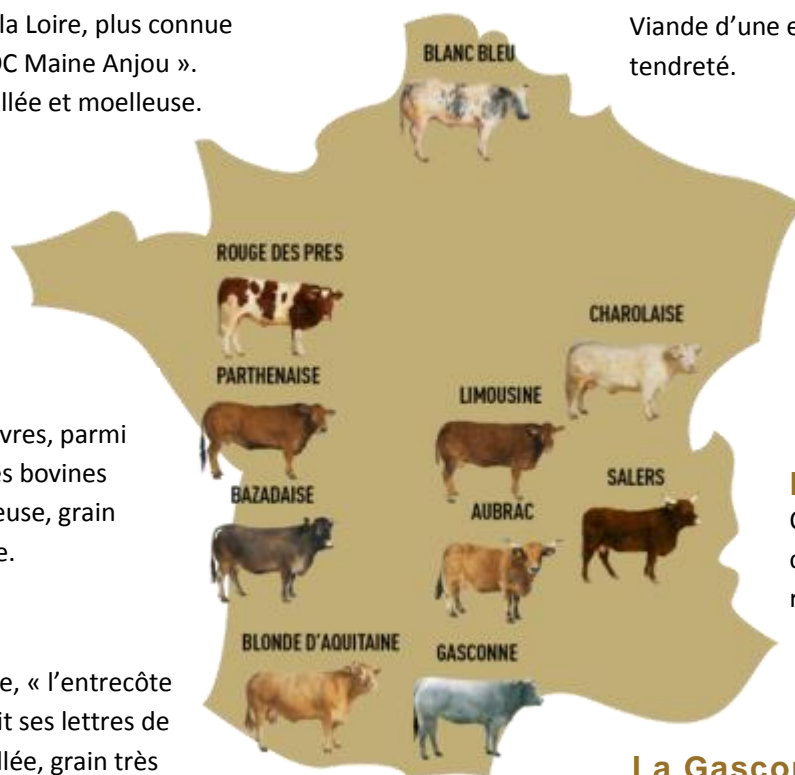 la Loire, plus connue
C Maine Anjou ».
llée et moelleuse.
Viande d'une e
tendreté.
BLANC BLEU
ROUGE DES PRES
CHAROLAISE
PARTHENAISE
LIMOUSINE
vres, parmi
es bovines
euse, grain
e.
BAZADAISE
SALERS
AUBRAC
BLONDE D'AQUITAINE
GASCONNE
e, « l'entrecôte
it ses lettres de
llée, grain très
La Gascon